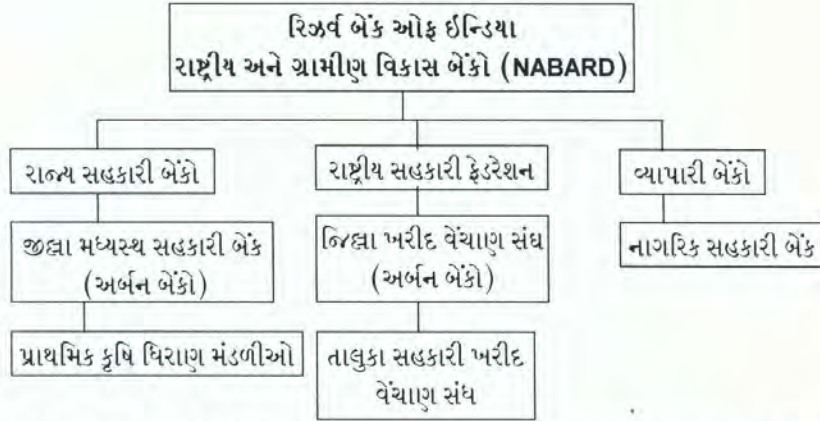 રિઝર્વ બેંક ઓફ ઇન્ડિયા
રાષ્ટ્રીય અને ગ્રામીણ વિકાસ બેંકો (NABARD)
રાજ્ય સહકારી બેંકો
રાષ્ટ્રીય સહકારી ફેડરેશન
વ્યાપારી બેંકો
જીલ્લા મધ્યસ્થ સહકારી બેંક
(અર્બન બેંકો)
જિલ્લા ખરીદ વેંચાણ સંઘ
(અર્બન બેંકો)
નાગરિક સહકારી બેંક
પ્રાથમિક કૃષિ ધિરાણ મંડળીઓ
તાલુકા સહકારી ખરીદ
વેંચાણ સંઘ